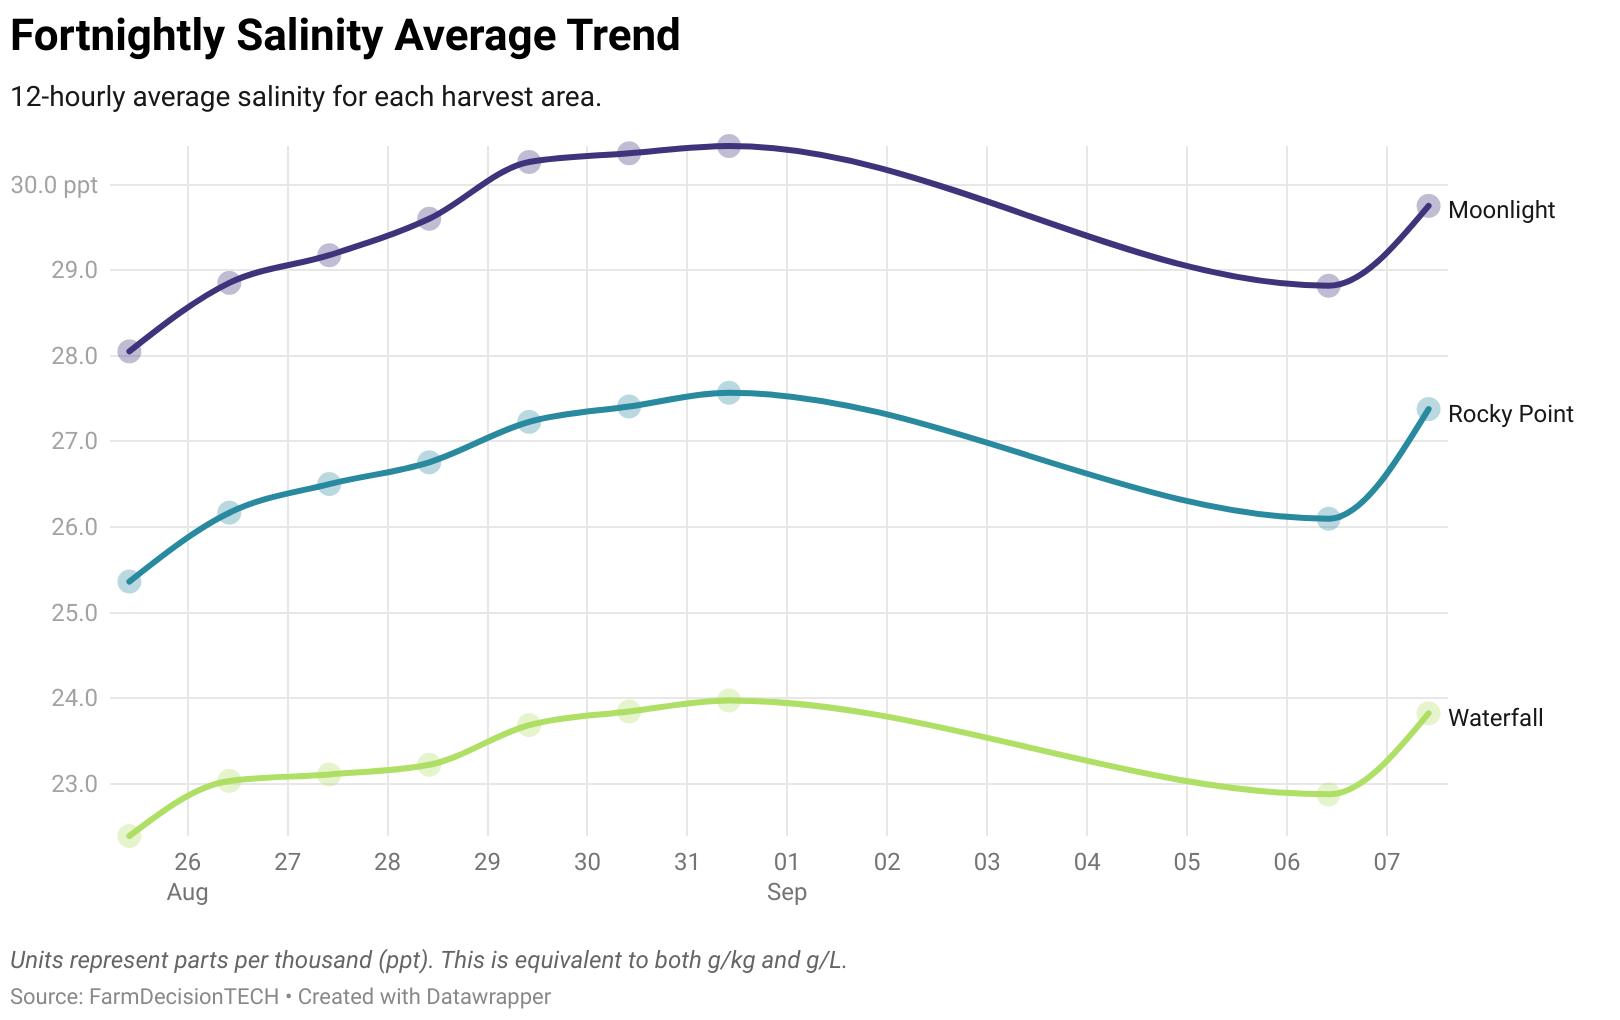 Fortnightly Salinity Average Trend
12-hourly average salinity for each harvest area.
30.0 ppt
29.0
28.0
27.0
26.0
25.0
24.0
23.0
Moonlight
Rocky Point
Waterfall
26 27 28 29 30 31 01 02 03 04 05 06 07
Aug Sep
Units represent parts per thousand (ppt). This is equivalent to both g/kg and g/L.
Source: FarmDecisionTECH • Created with Datawrapper